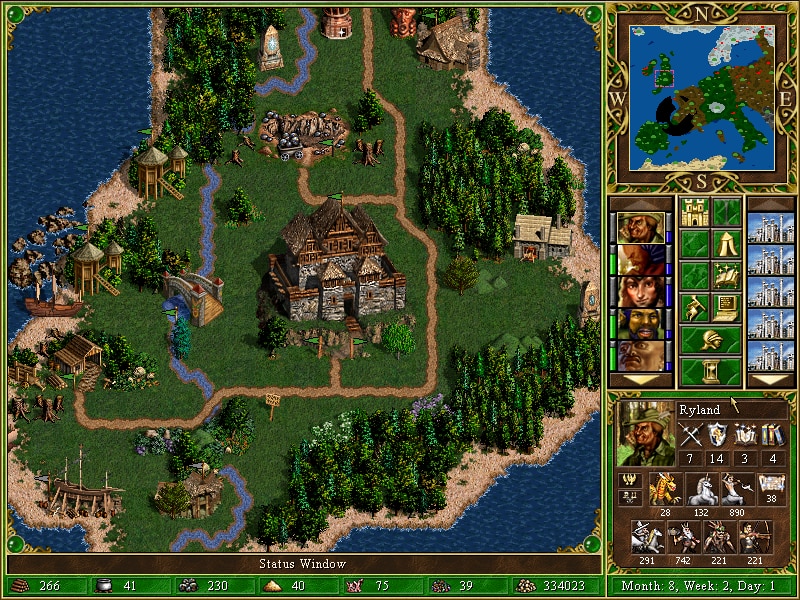 N
W
E
S
Ryland
7 14 3 4
28 132 890 38
291 742 221 221
Status Window
266 41 230 40 75 39 334023 Month: 8, Week: 2, Day: 1